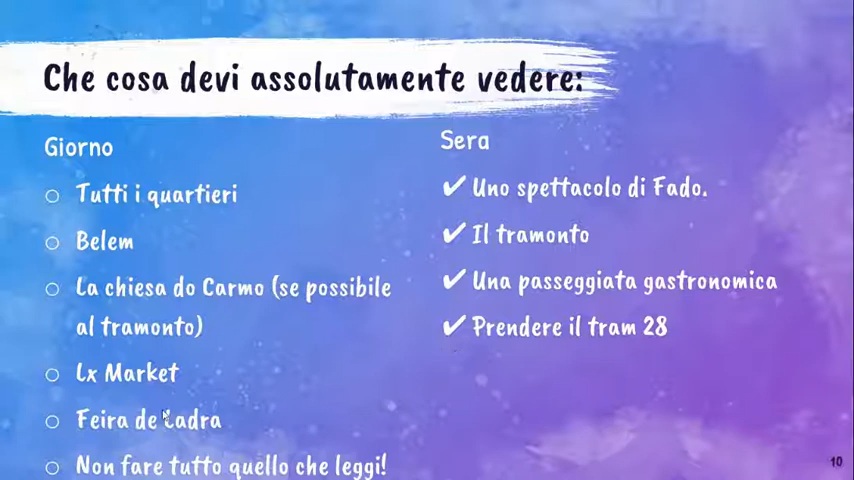 Che cosa devi assolutamente vedere:
Giorno
Tutti i quartieri
Belem
La chiesa do Carmo (se possibile
al tramonto)
Lx Market
Feira de Ladra
Non fare tutto quello che leggi!
Sera
✔ Uno spettacolo di Fado.
✔ Il tramonto
✔ Una passeggiata gastronomica
✔ Prendere il tram 28
10